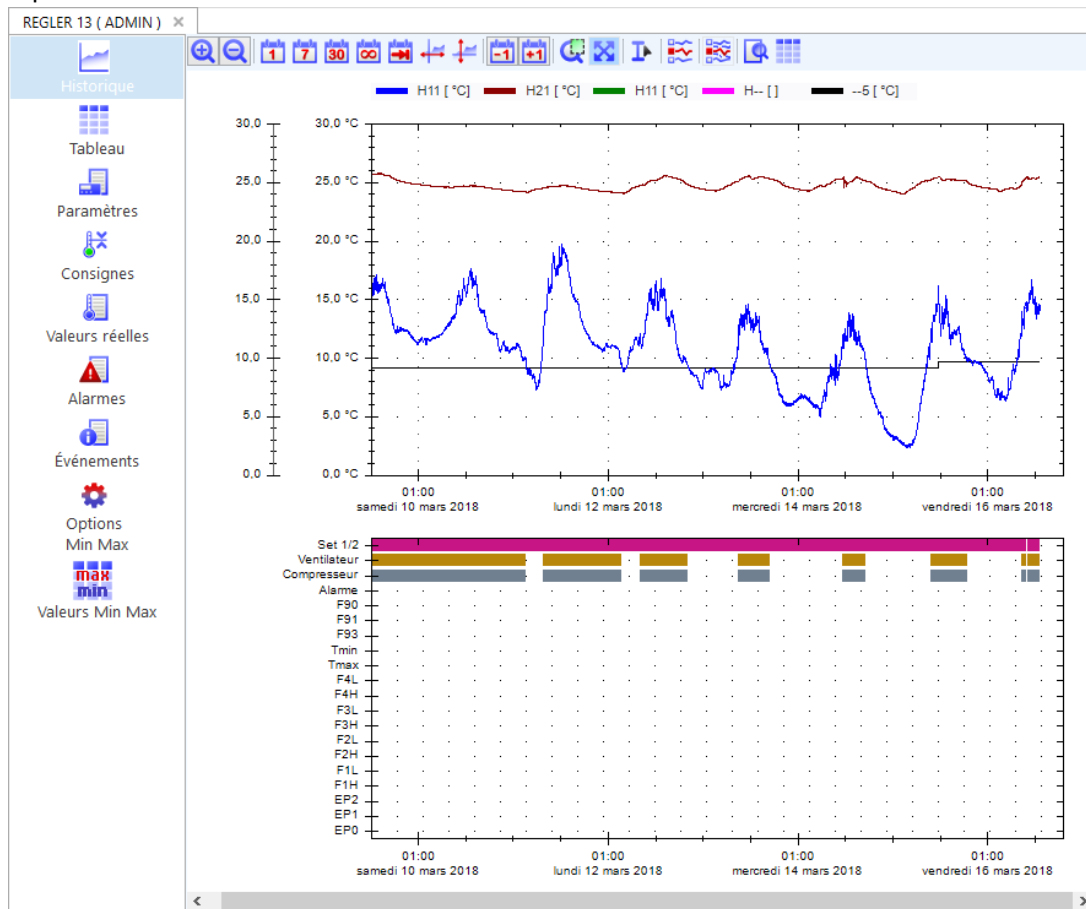 REGLER 13 ( ADMIN ) ×
Historique
Tableau
Paramètres
Consignes
Valeurs réelles
Alarmes
Événements
Options
Min Max
max
min
Valeurs Min Max
1 7 30 ∞ -1 +1
H11 [ °C] H21 [ °C] H11 [ °C] H-- [ ] --5 [ °C]
30,0 30,0 °C
25,0 25,0 °C
20,0 20,0 °C
15,0 15,0 °C
10,0 10,0 °C
5,0 5,0 °C
0,0 0,0 °C
01:00 01:00 01:00 01:00
samedi 10 mars 2018 lundi 12 mars 2018 mercredi 14 mars 2018 vendredi 16 mars 2018
Set 1/2
Ventilateur
Compresseur
Alarme
F90
F91
F93
Tmin
Tmax
F4L
F4H
F3L
F3H
F2L
F2H
F1L
F1H
EP2
EP1
EP0
01:00 01:00 01:00 01:00
samedi 10 mars 2018 lundi 12 mars 2018 mercredi 14 mars 2018 vendredi 16 mars 2018